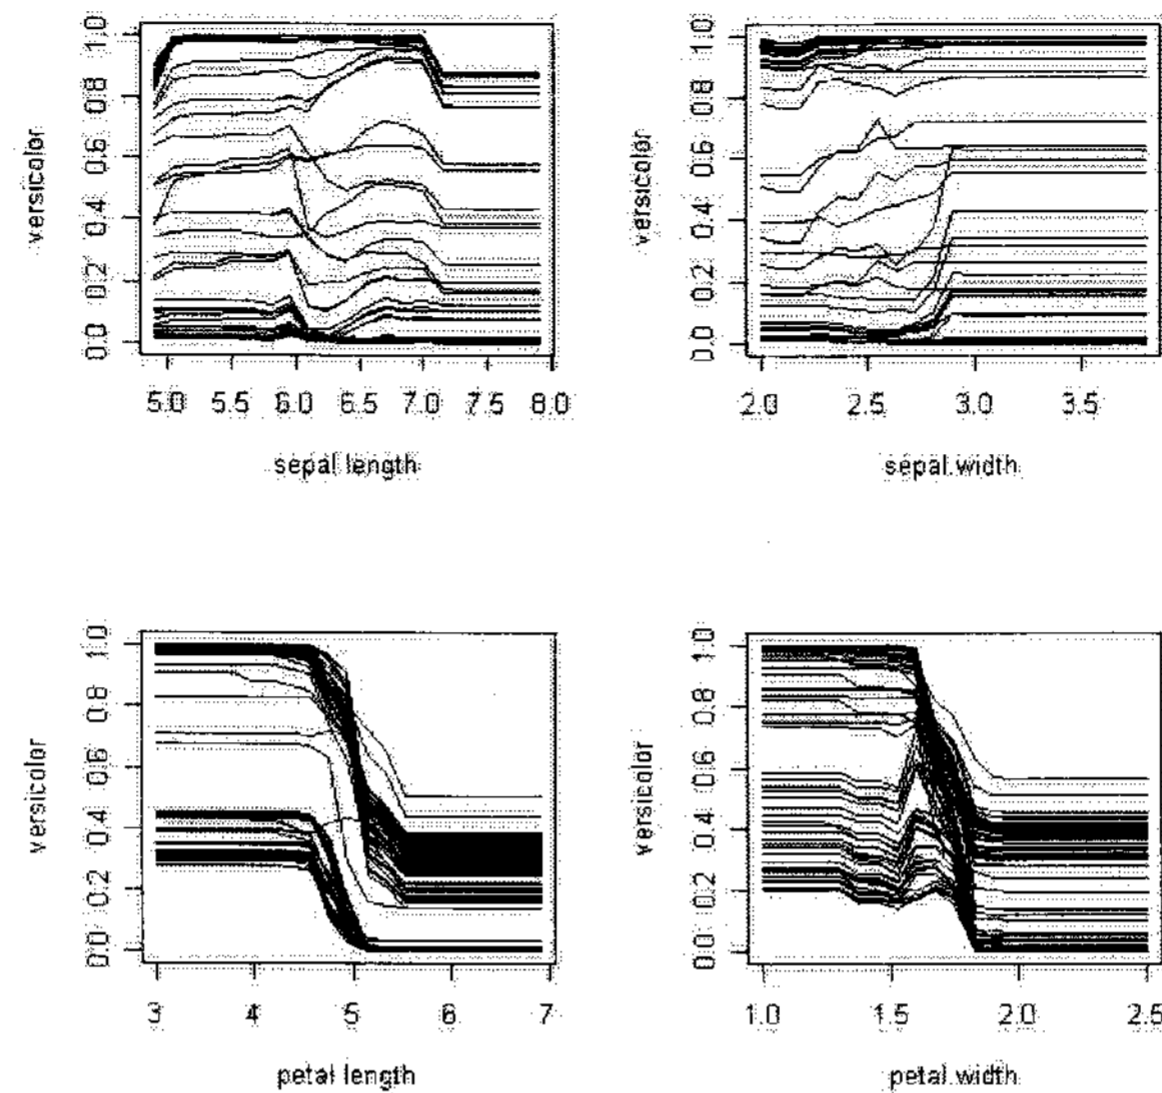 versicolor
0.0 0.2 0.4 0.6 0.8 1.0
5.0 5.5 6.0 6.5 7.0 7.5 8.0
sepal length
versicolor
0.0 0.2 0.4 0.6 0.8 1.0
2.0 2.5 3.0 3.5
sepal width
versicolor
0.0 0.2 0.4 0.6 0.8 1.0
3 4 5 6 7
petal length
versicolor
0.0 0.2 0.4 0.6 0.8 1.0
1.0 1.5 2.0 2.5
petal width